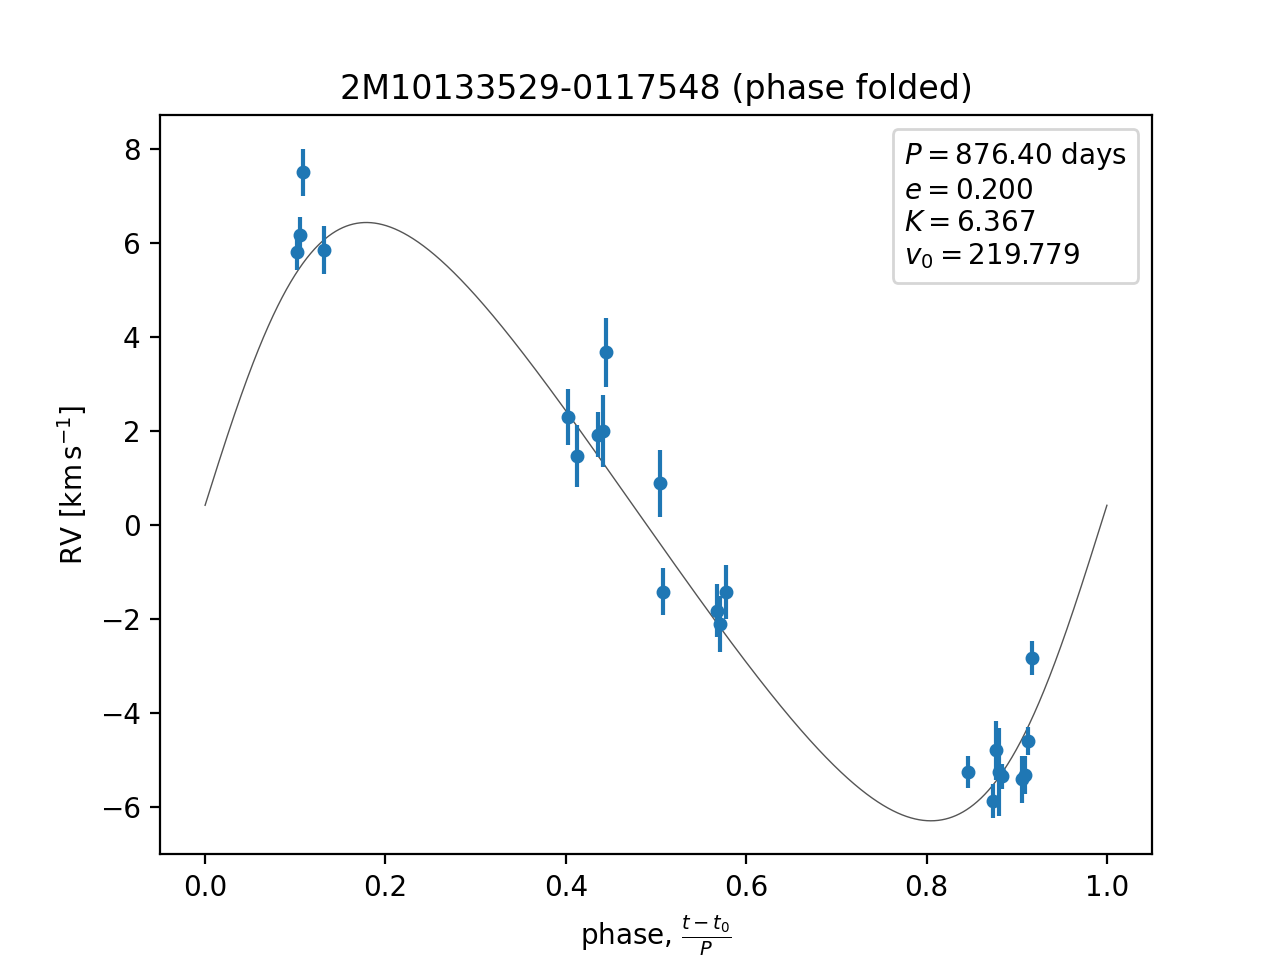 2M10133529-0117548 (phase folded)
P = 876.40 days
e = 0.200
K = 6.367
v₀ = 219.779
RV [km s⁻¹]
8
6
4
2
0
−2
−4
−6
0.0 0.2 0.4 0.6 0.8 1.0
phase, (t − t₀)/P